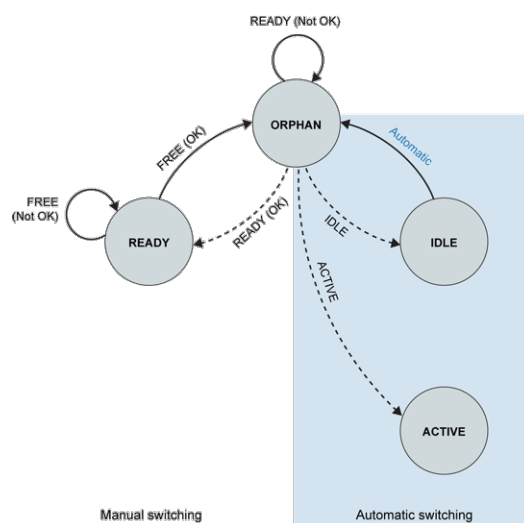 READY (Not OK)
ORPHAN
FREE (OK)
Automatic
FREE
(Not OK)
READY
READY (OK)
IDLE
IDLE
ACTIVE
ACTIVE
Manual switching
Automatic switching